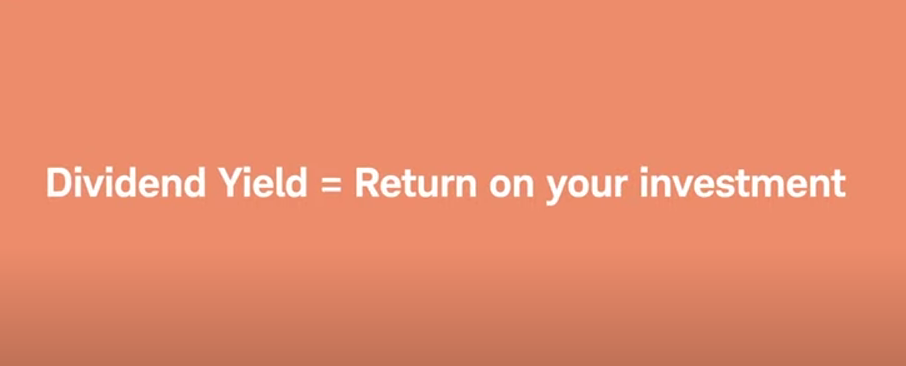 Dividend Yield = Return on your investment